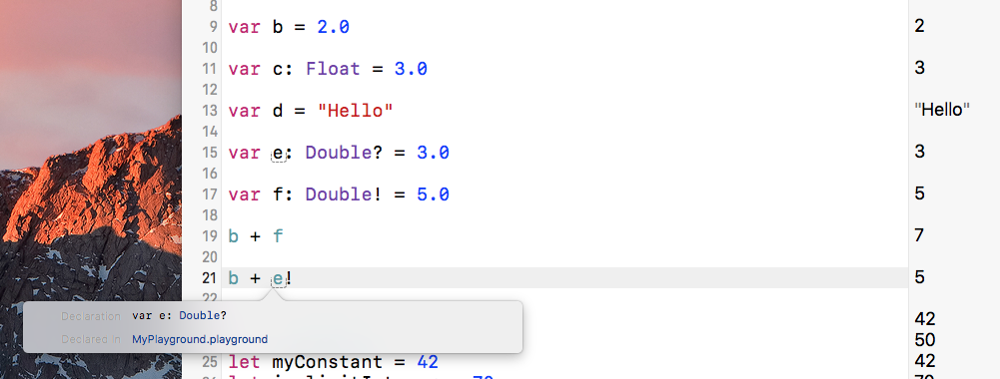 8
9 var b = 2.0 2
10
11 var c: Float = 3.0 3
12
13 var d = "Hello" "Hello"
14
15 var e: Double? = 3.0 3
16
17 var f: Double! = 5.0 5
18
19 b + f 7
20
21 b + e! 5
22
Declaration var e: Double? 42
Declared in MyPlayground.playground 50
25 let myConstant = 42 42